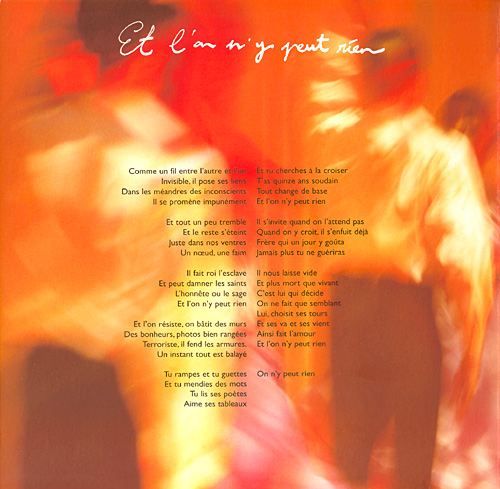 Et l'on n'y peut rien
Comme un fil entre l'autre et l'un
Invisible, il pose ses liens
Dans les méandres des inconscients
Il se promène impunément
Et tout un peu tremble
Et le reste s'éteint
Juste dans nos ventres
Un nœud, une faim
Il fait roi l'esclave
Et peut damner les saints
L'honnête ou le sage
Et l'on n'y peut rien
Et l'on résiste, on bâtit des murs
Des bonheurs, photos bien rangées
Terroriste, il fend les armures,
Un instant tout est balayé
Tu rampes et tu guettes
Et tu mendies des mots
Tu lis ses poètes
Aime ses tableaux
Et tu cherches à la croiser
T'as quinze ans soudain
Tout change de base
Et l'on n'y peut rien
Il s'invite quand on l'attend pas
Quand on y croit, il s'enfuit déjà
Frère qui un jour y goûta
Jamais plus tu ne guériras
Il nous laisse vide
Et plus mort que vivant
C'est lui qui décide
On ne fait que semblant
Lui, choisit ses tours
Et ses va et ses vient
Ainsi fait l'amour
Et l'on n'y peut rien
On n'y peut rien